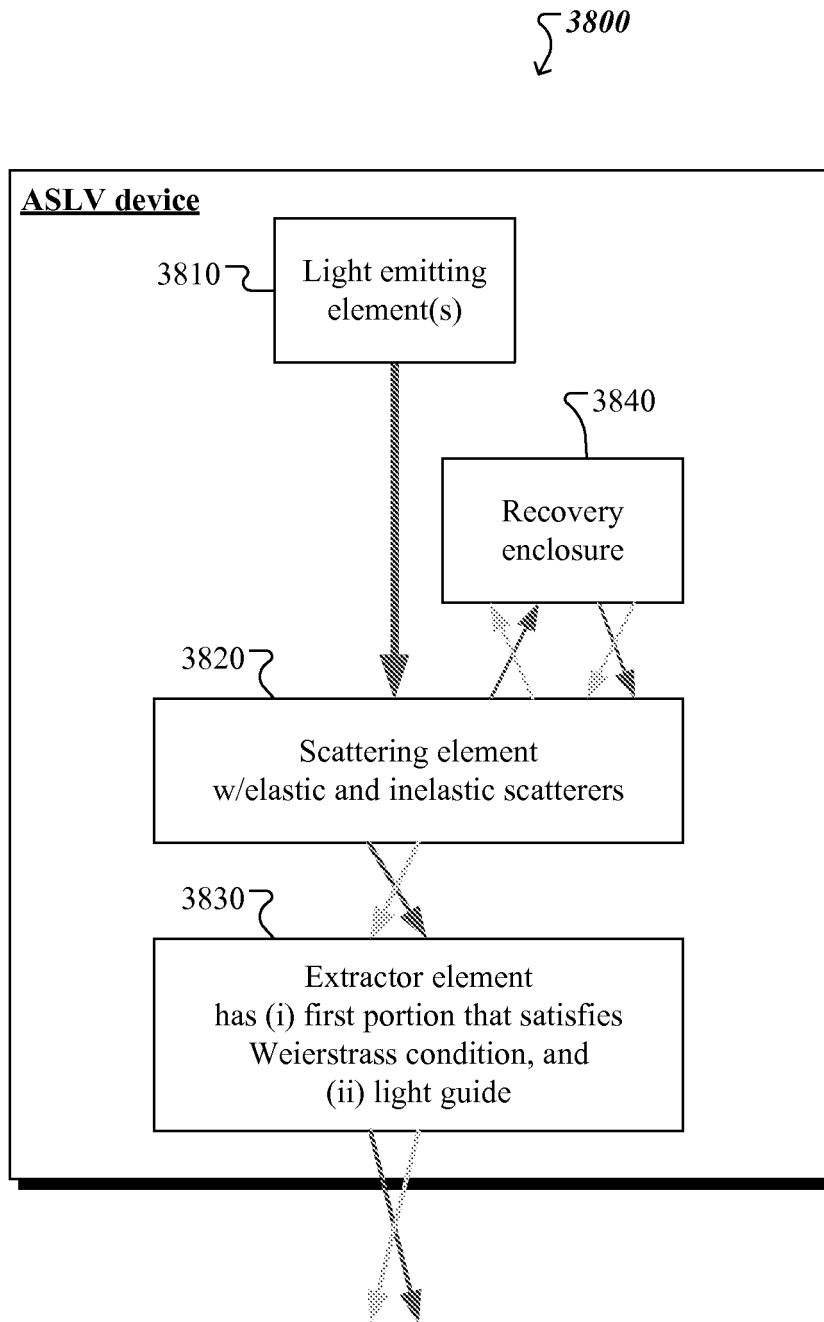 3800
ASLV device
3810
Light emitting
element(s)
3840
Recovery
enclosure
3820
Scattering element
w/elastic and inelastic scatterers
3830
Extractor element
has (i) first portion that satisfies
Weierstrass condition, and
(ii) light guide